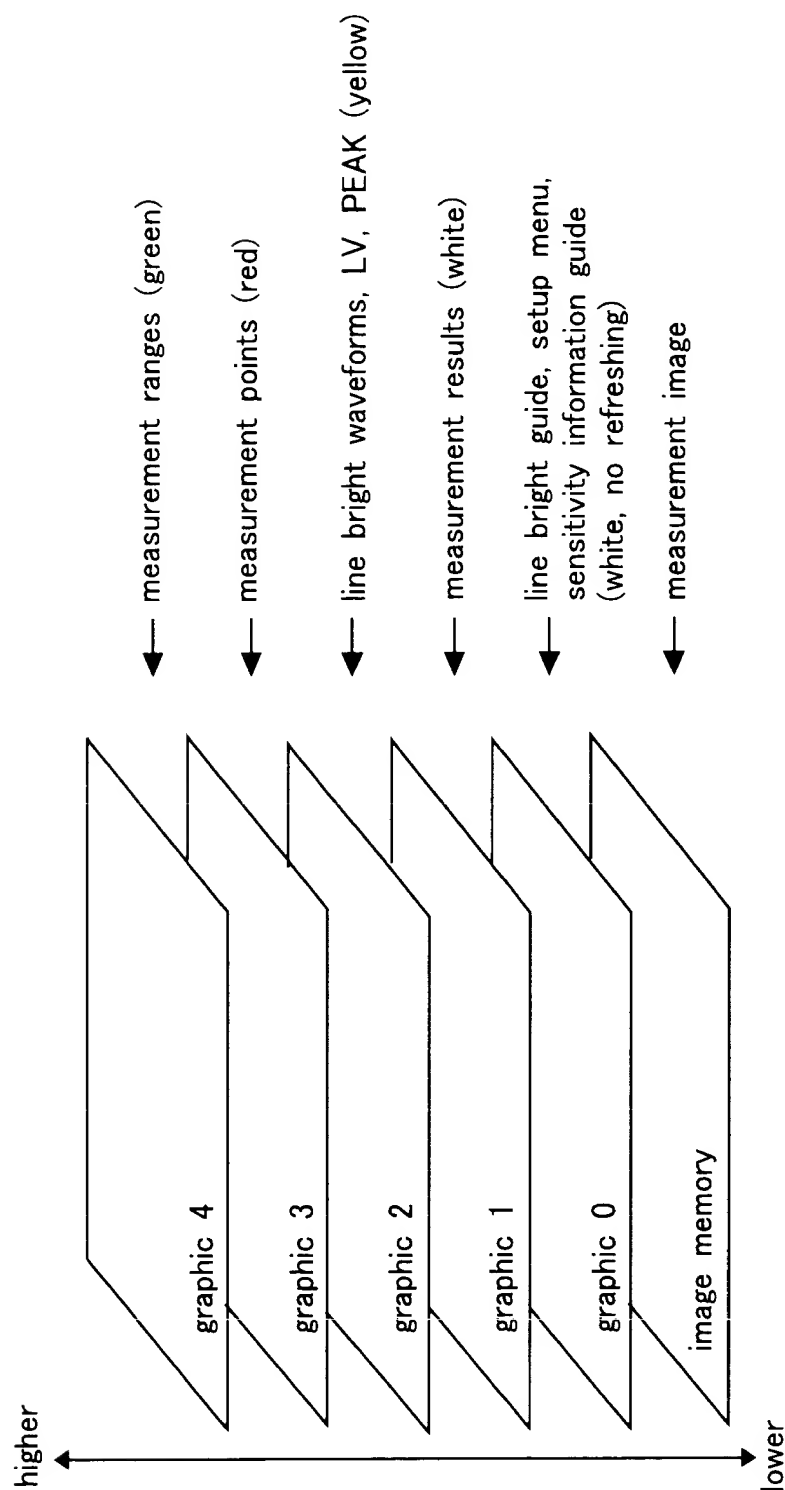 higher
graphic 4
measurement ranges (green)
graphic 3
measurement points (red)
graphic 2
line bright waveforms, LV, PEAK (yellow)
graphic 1
measurement results (white)
graphic 0
line bright guide, setup menu,
sensitivity information guide
(white, no refreshing)
image memory
measurement image
lower